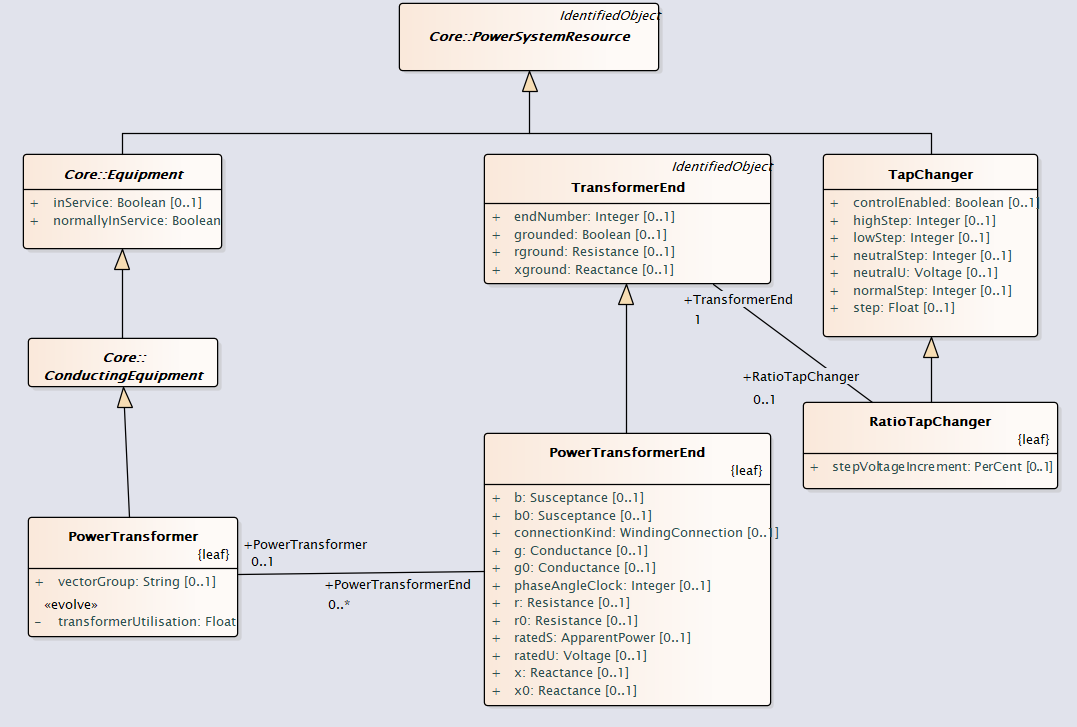 IdentifiedObject
Core::PowerSystemResource
Core::Equipment
+ inService: Boolean [0..1]
+ normallyInService: Boolean
Core::
ConductingEquipment
PowerTransformer
{leaf}
+ vectorGroup: String [0..1]
«evolve»
- transformerUtilisation: Float
+PowerTransformer
0..1
+PowerTransformerEnd
0..*
IdentifiedObject
TransformerEnd
+ endNumber: Integer [0..1]
+ grounded: Boolean [0..1]
+ rground: Resistance [0..1]
+ xground: Reactance [0..1]
+TransformerEnd
1
+RatioTapChanger
0..1
PowerTransformerEnd
{leaf}
+ b: Susceptance [0..1]
+ b0: Susceptance [0..1]
+ connectionKind: WindingConnection [0..1]
+ g: Conductance [0..1]
+ g0: Conductance [0..1]
+ phaseAngleClock: Integer [0..1]
+ r: Resistance [0..1]
+ r0: Resistance [0..1]
+ ratedS: ApparentPower [0..1]
+ ratedU: Voltage [0..1]
+ x: Reactance [0..1]
+ x0: Reactance [0..1]
TapChanger
+ controlEnabled: Boolean [0..1]
+ highStep: Integer [0..1]
+ lowStep: Integer [0..1]
+ neutralStep: Integer [0..1]
+ neutralU: Voltage [0..1]
+ normalStep: Integer [0..1]
+ step: Float [0..1]
RatioTapChanger
{leaf}
+ stepVoltageIncrement: PerCent [0..1]